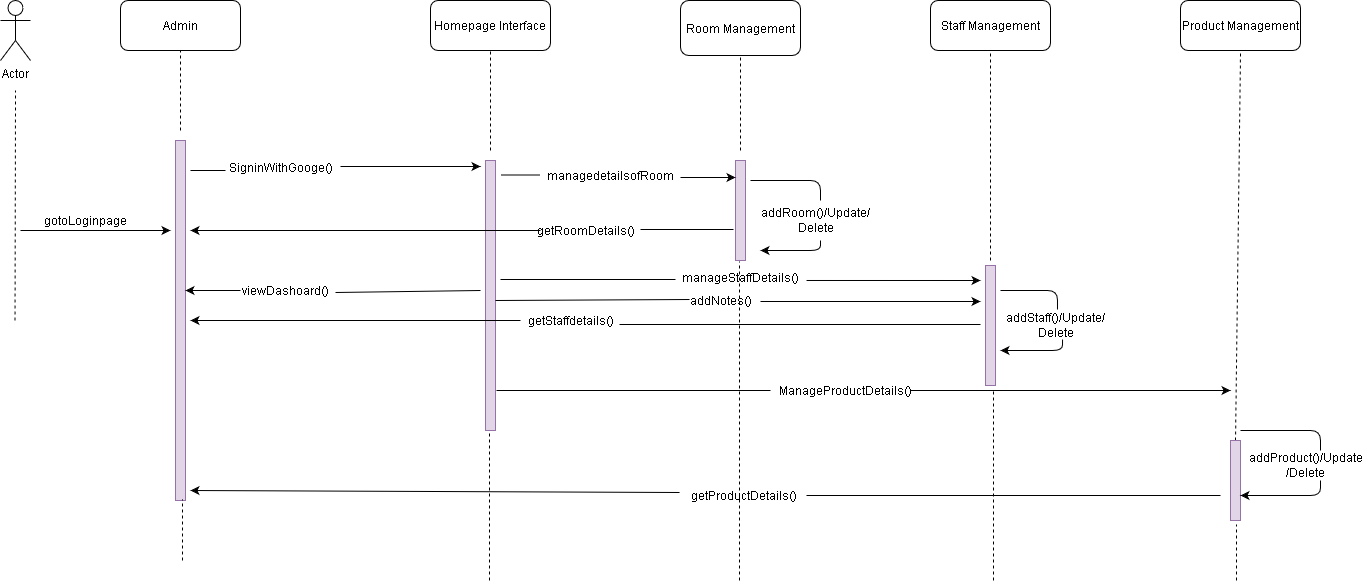 Actor
Admin
Homepage Interface
Room Management
Staff Management
Product Management
SigninWithGooge()
managedetailsofRoom
addRoom()/Update/
Delete
gotoLoginpage
getRoomDetails()
manageStaffDetails()
viewDashoard()
addNotes()
getStaffdetails()
addStaff()/Update/
Delete
ManageProductDetails()
addProduct()/Update
/Delete
getProductDetails()